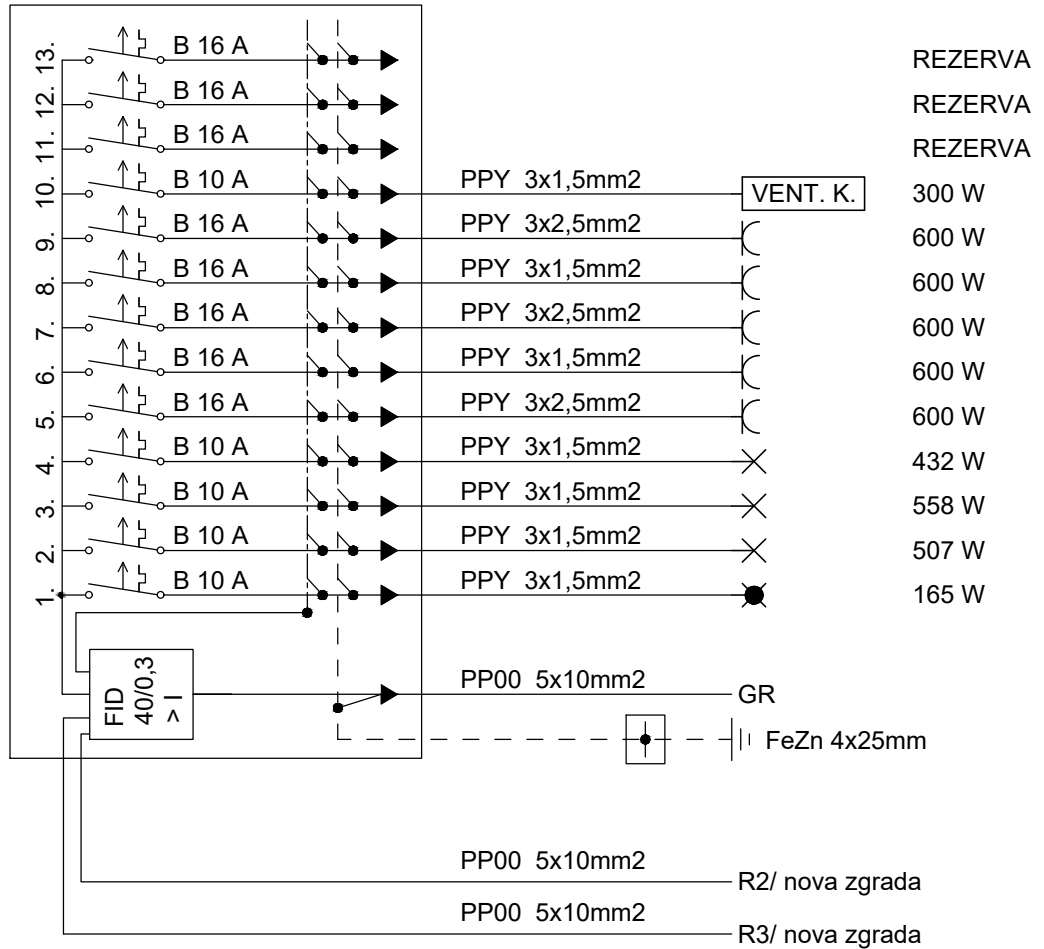 13. B 16 A REZERVA
12. B 16 A REZERVA
11. B 16 A REZERVA
10. B 10 A PPY 3x1,5mm2 VENT. K. 300 W
9. B 16 A PPY 3x2,5mm2 600 W
8. B 16 A PPY 3x1,5mm2 600 W
7. B 16 A PPY 3x2,5mm2 600 W
6. B 16 A PPY 3x1,5mm2 600 W
5. B 16 A PPY 3x2,5mm2 600 W
4. B 10 A PPY 3x1,5mm2 432 W
3. B 10 A PPY 3x1,5mm2 558 W
2. B 10 A PPY 3x1,5mm2 507 W
1. B 10 A PPY 3x1,5mm2 165 W
FID
40/0,3
> I
PP00 5x10mm2 GR
FeZn 4x25mm
PP00 5x10mm2 R2/ nova zgrada
PP00 5x10mm2 R3/ nova zgrada